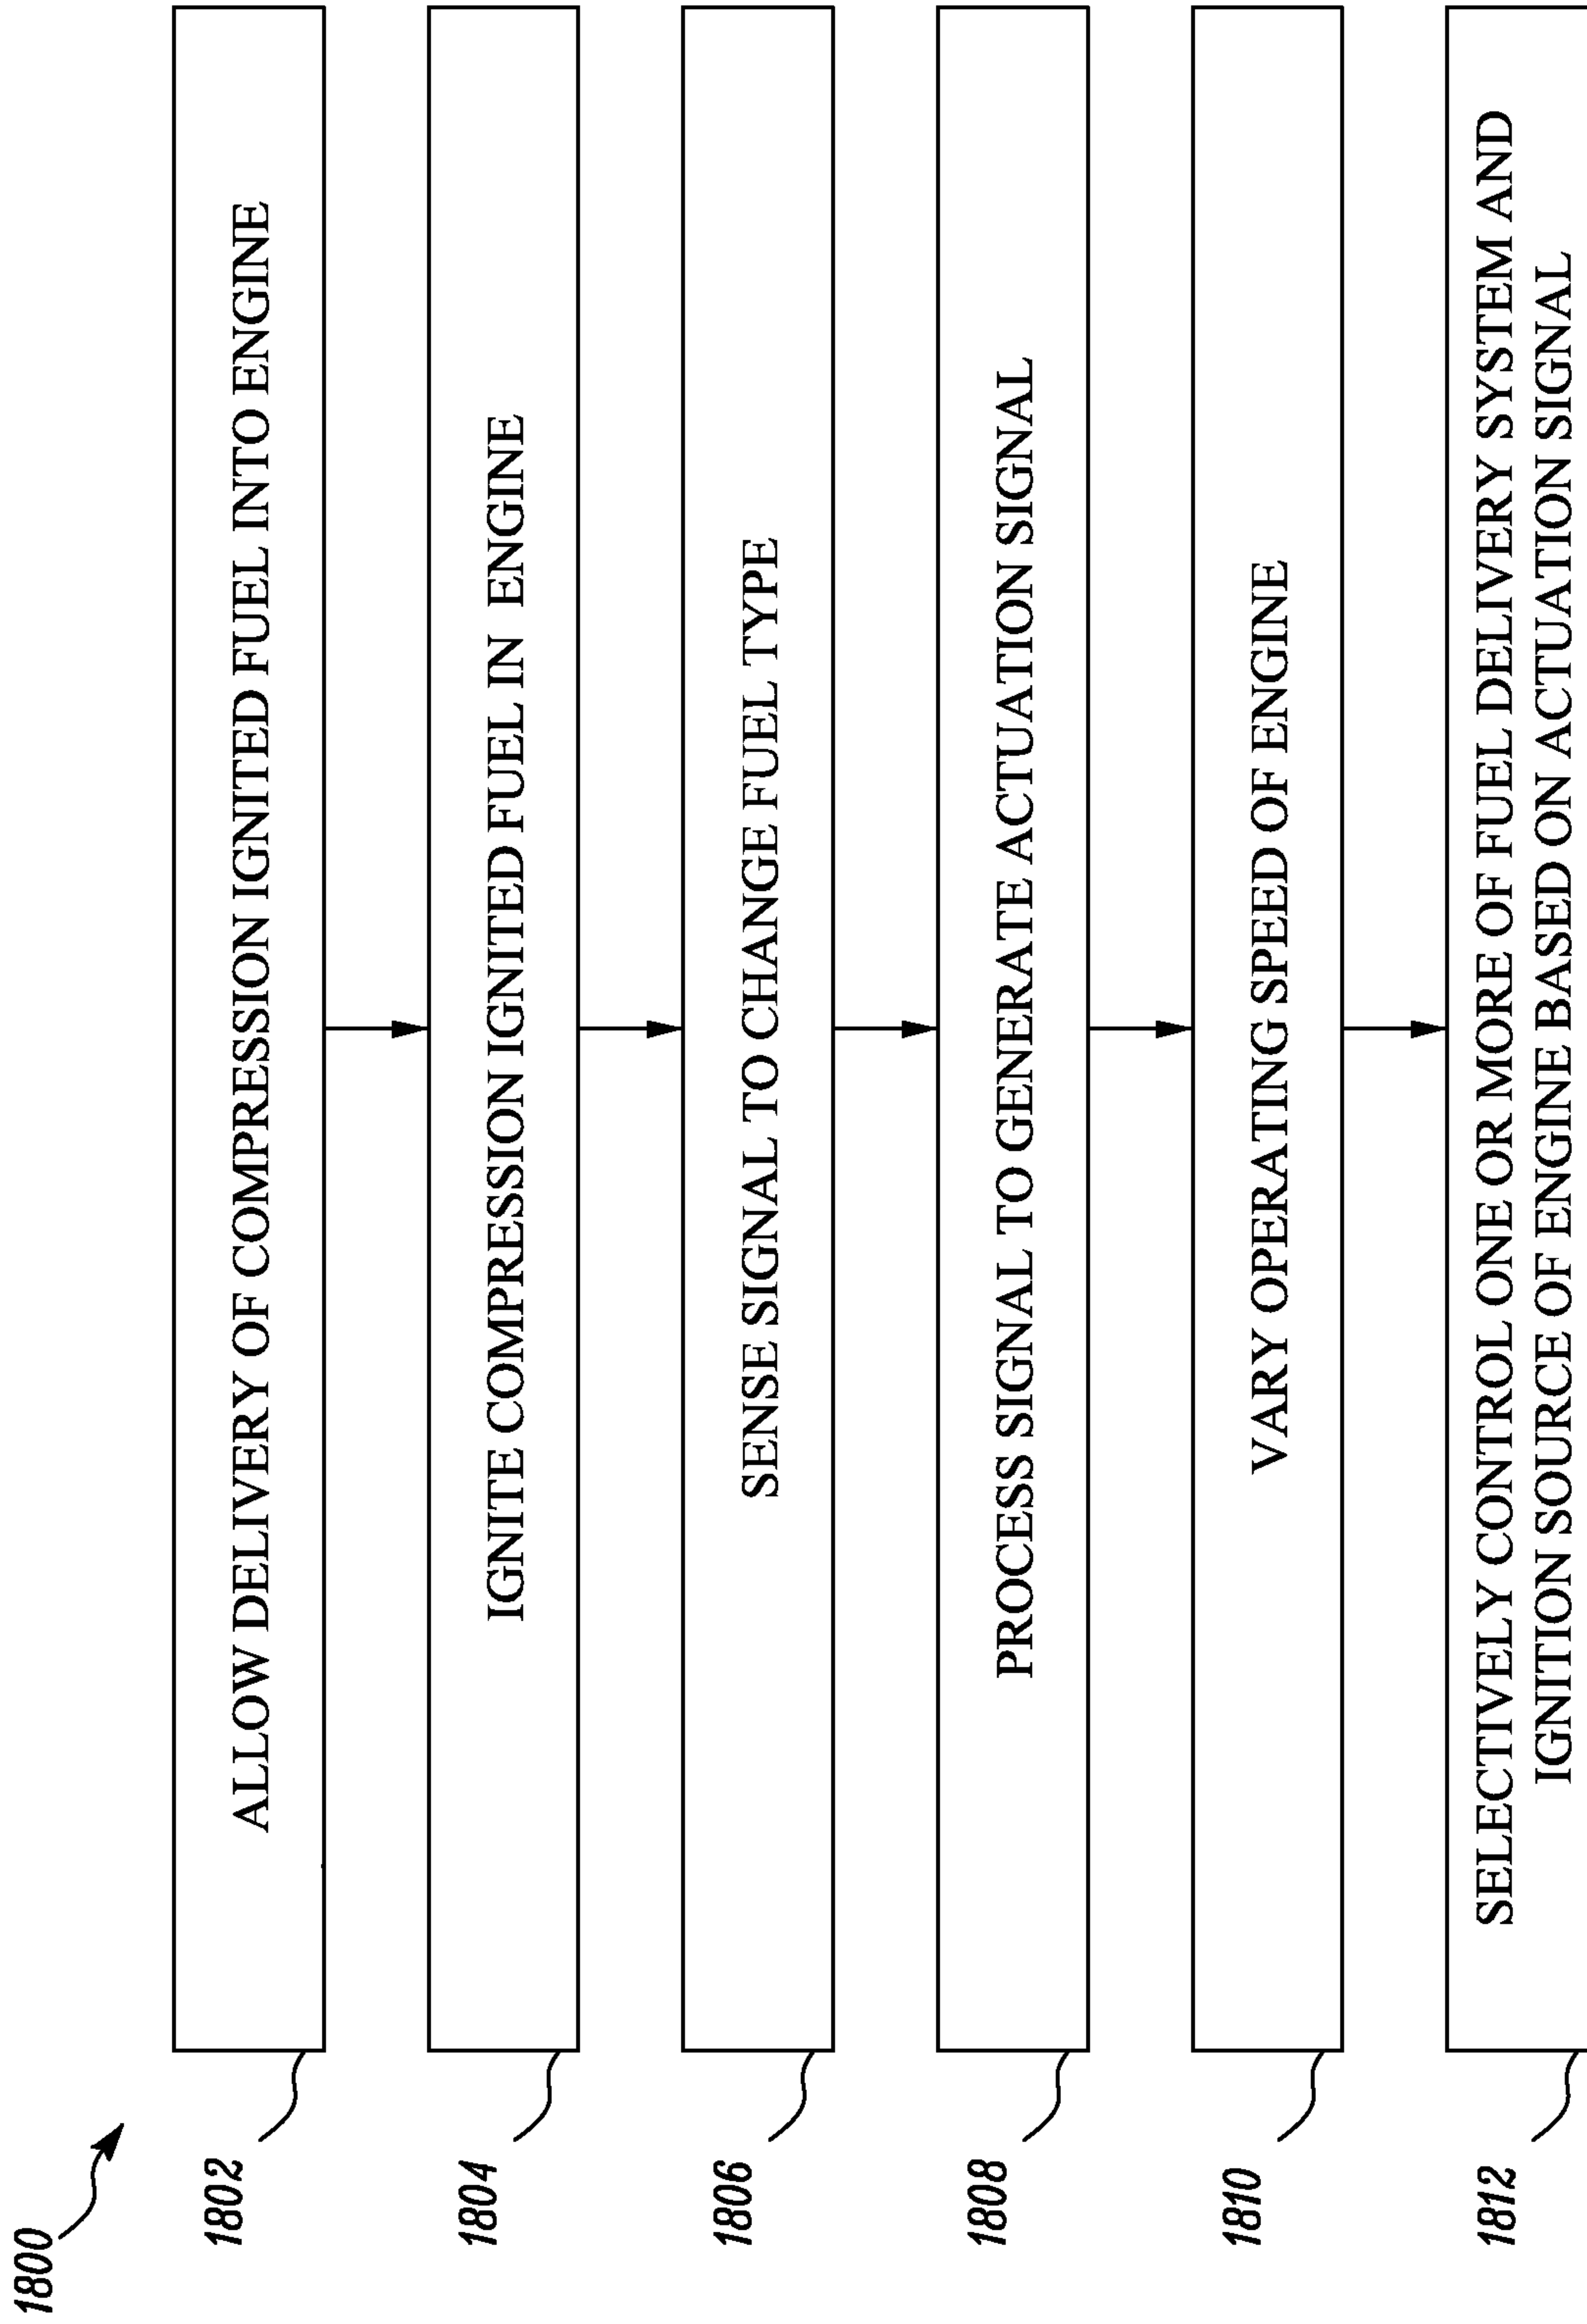 1800
1802
ALLOW DELIVERY OF COMPRESSION IGNITED FUEL INTO ENGINE
1804
IGNITE COMPRESSION IGNITED FUEL IN ENGINE
1806
SENSE SIGNAL TO CHANGE FUEL TYPE
1808
PROCESS SIGNAL TO GENERATE ACTUATION SIGNAL
1810
VARY OPERATING SPEED OF ENGINE
1812
SELECTIVELY CONTROL ONE OR MORE OF FUEL DELIVERY SYSTEM AND
IGNITION SOURCE OF ENGINE BASED ON ACTUATION SIGNAL